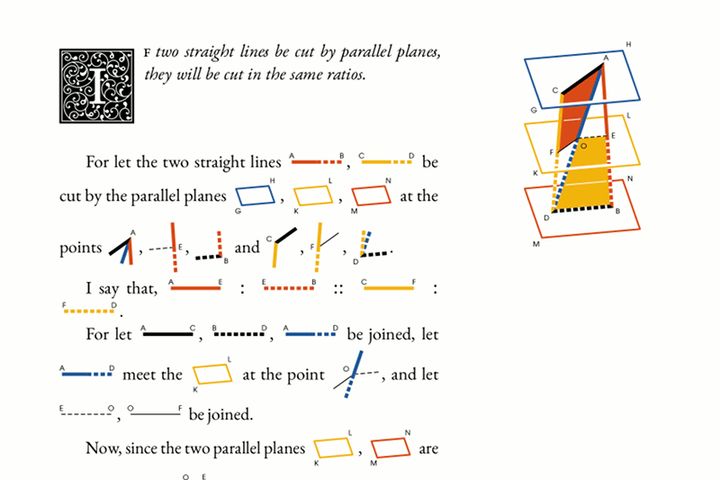 IF two straight lines be cut by parallel planes,
they will be cut in the same ratios.
For let the two straight lines A B , C D be
cut by the parallel planes G H , K L , M N at the
points A , E , B and C , F , D .
I say that, A E : E B :: C F :
F D .
For let A C , B D , A D be joined, let
A D meet the K L at the point O , and let
E O , O F be joined.
Now, since the two parallel planes K L , M N are
O E
H
A
C
G
L
E
O
F
K
N
D
B
M